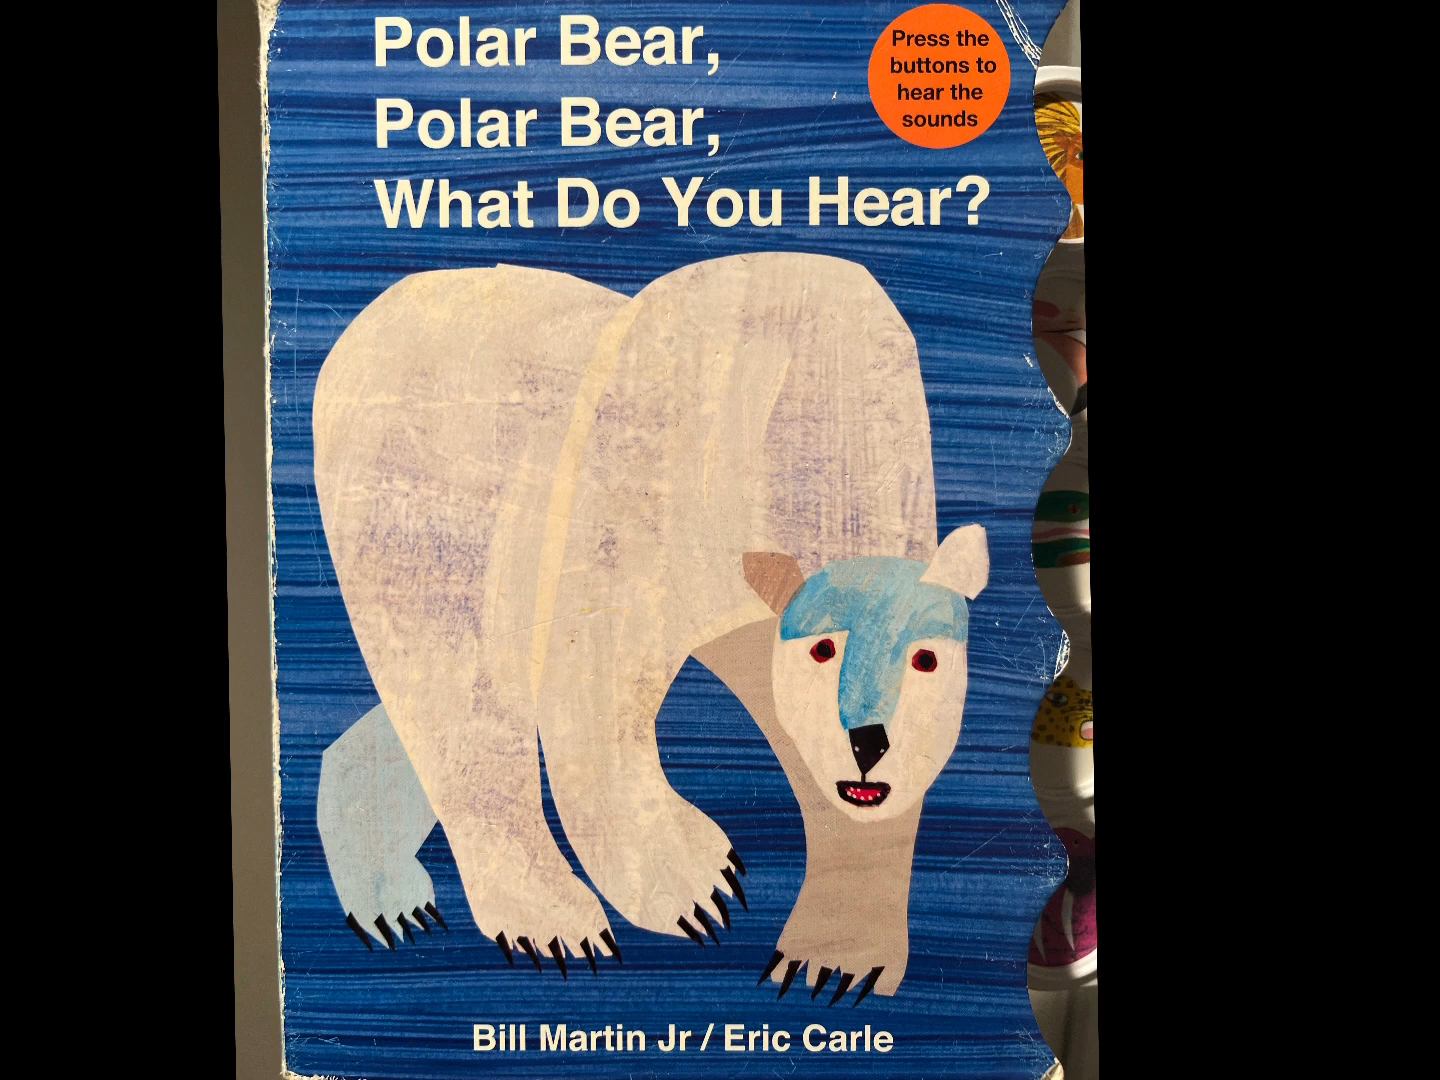 Polar Bear,
Polar Bear,
What Do You Hear?
Press the
buttons to
hear the
sounds
Bill Martin Jr / Eric Carle